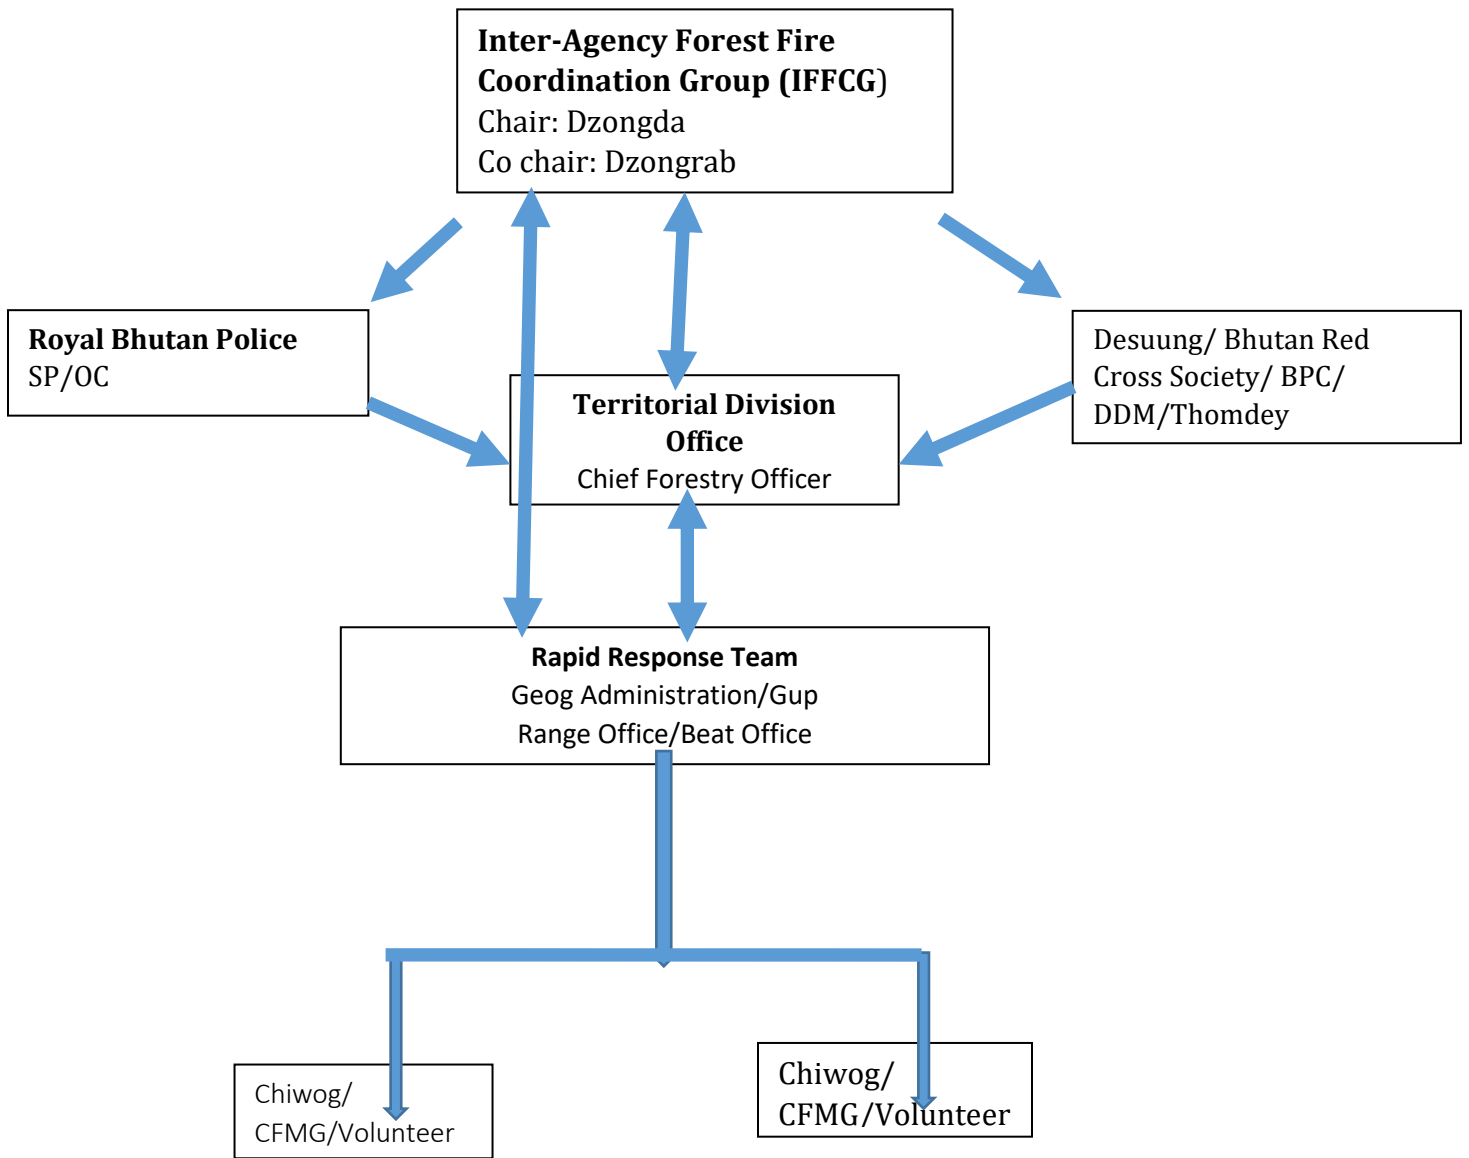 Inter-Agency Forest Fire
Coordination Group (IFFCG)
Chair: Dzongda
Co chair: Dzongrab
Royal Bhutan Police
SP/OC
Desuung/ Bhutan Red
Cross Society/ BPC/
DDM/Thomdey
Territorial Division
Office
Chief Forestry Officer
Rapid Response Team
Geog Administration/Gup
Range Office/Beat Office
Chiwog/
CFMG/Volunteer
Chiwog/
CFMG/Volunteer